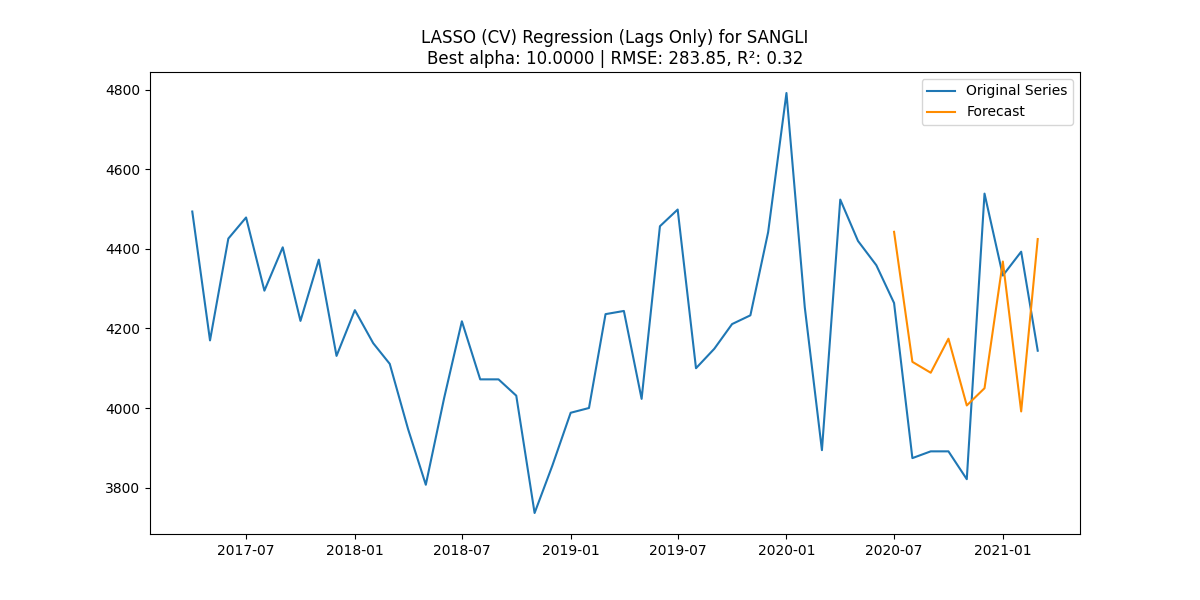 LASSO (CV) Regression (Lags Only) for SANGLI
Best alpha: 10.0000 | RMSE: 283.85, R²: 0.32
Original Series
Forecast
4800
4600
4400
4200
4000
3800
2017-07 2018-01 2018-07 2019-01 2019-07 2020-01 2020-07 2021-01